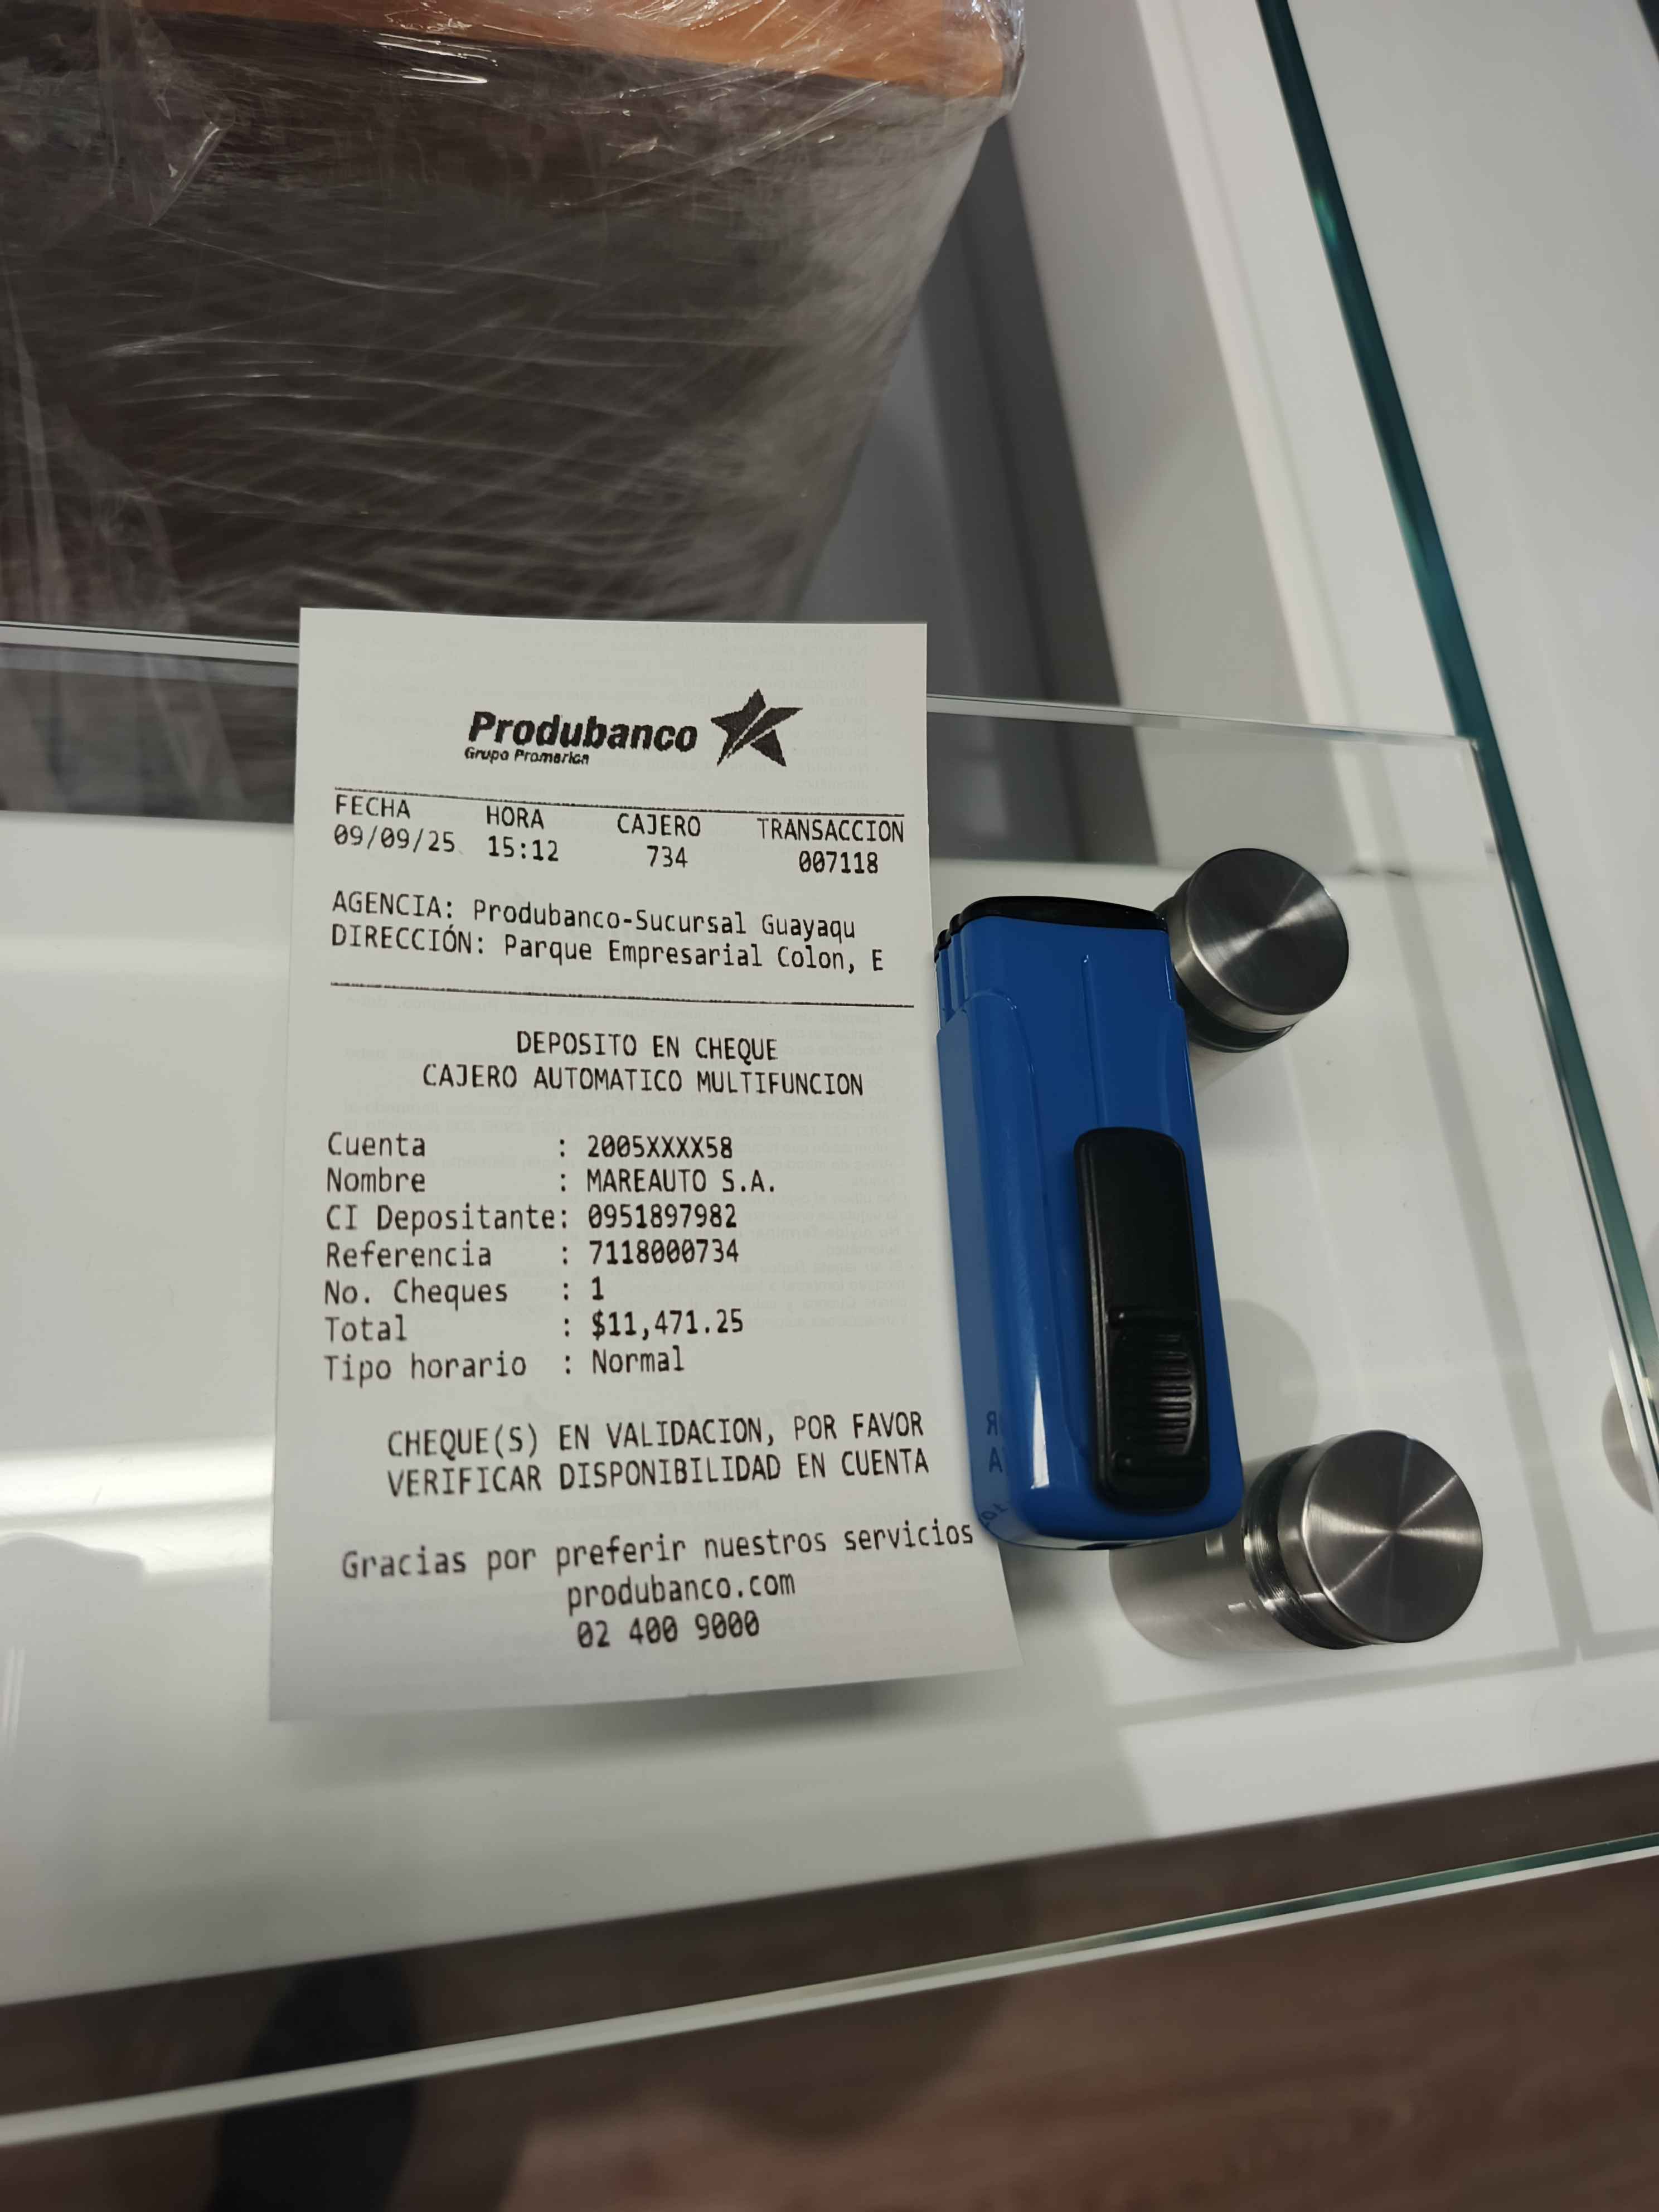 Produbanco
Grupo Promerica
FECHA HORA CAJERO TRANSACCION
09/09/25 15:12 734 007118
AGENCIA: Produbanco-Sucursal Guayaqu
DIRECCIÓN: Parque Empresarial Colon, E
DEPOSITO EN CHEQUE
CAJERO AUTOMATICO MULTIFUNCION
Cuenta : 2005XXXX58
Nombre : MAREAUTO S.A.
CI Depositante: 0951897982
Referencia : 7118000734
No. Cheques : 1
Total : $11,471.25
Tipo horario : Normal
CHEQUE(S) EN VALIDACION, POR FAVOR
VERIFICAR DISPONIBILIDAD EN CUENTA
Gracias por preferir nuestros servicios
produbanco.com
02 400 9000